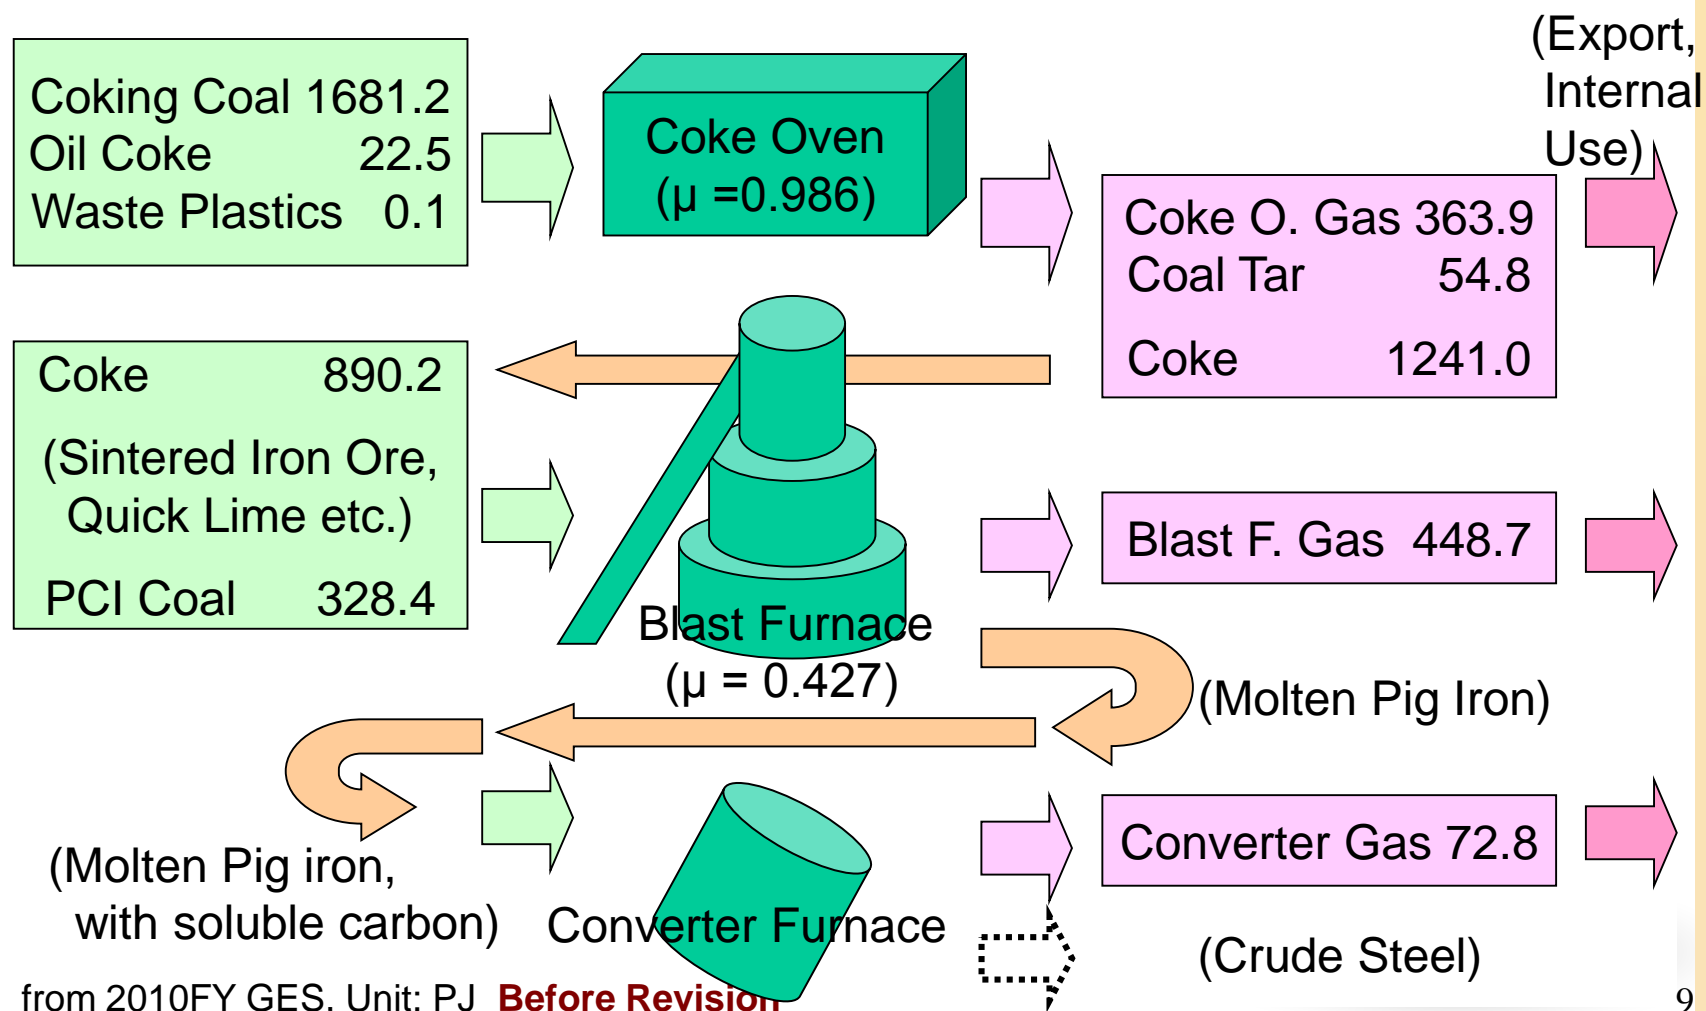 (Export,
Internal
Use)
Coking Coal 1681.2
Oil Coke 22.5
Waste Plastics 0.1
Coke Oven
(μ =0.986)
Coke O. Gas 363.9
Coal Tar 54.8
Coke 1241.0
Coke 890.2
(Sintered Iron Ore,
Quick Lime etc.)
PCI Coal 328.4
Blast Furnace
(μ = 0.427)
Blast F. Gas 448.7
(Molten Pig Iron)
(Molten Pig iron,
with soluble carbon)
Converter Furnace
Converter Gas 72.8
(Crude Steel)
from 2010FY GES. Unit: PJ Before Revision
9